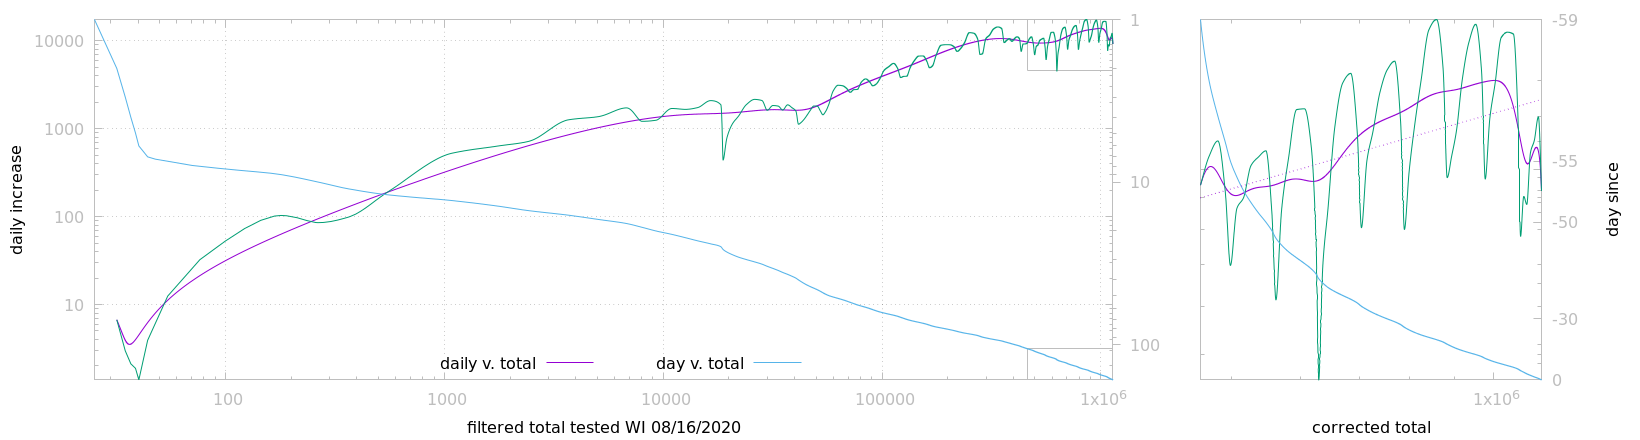 10000
1000
100
10
daily increase
100
1000
10000
100000
1x10^6
filtered total tested WI 08/16/2020
daily v. total
day v. total
1
10
100
-59
-55
-50
-30
0
day since
1x10^6
corrected total